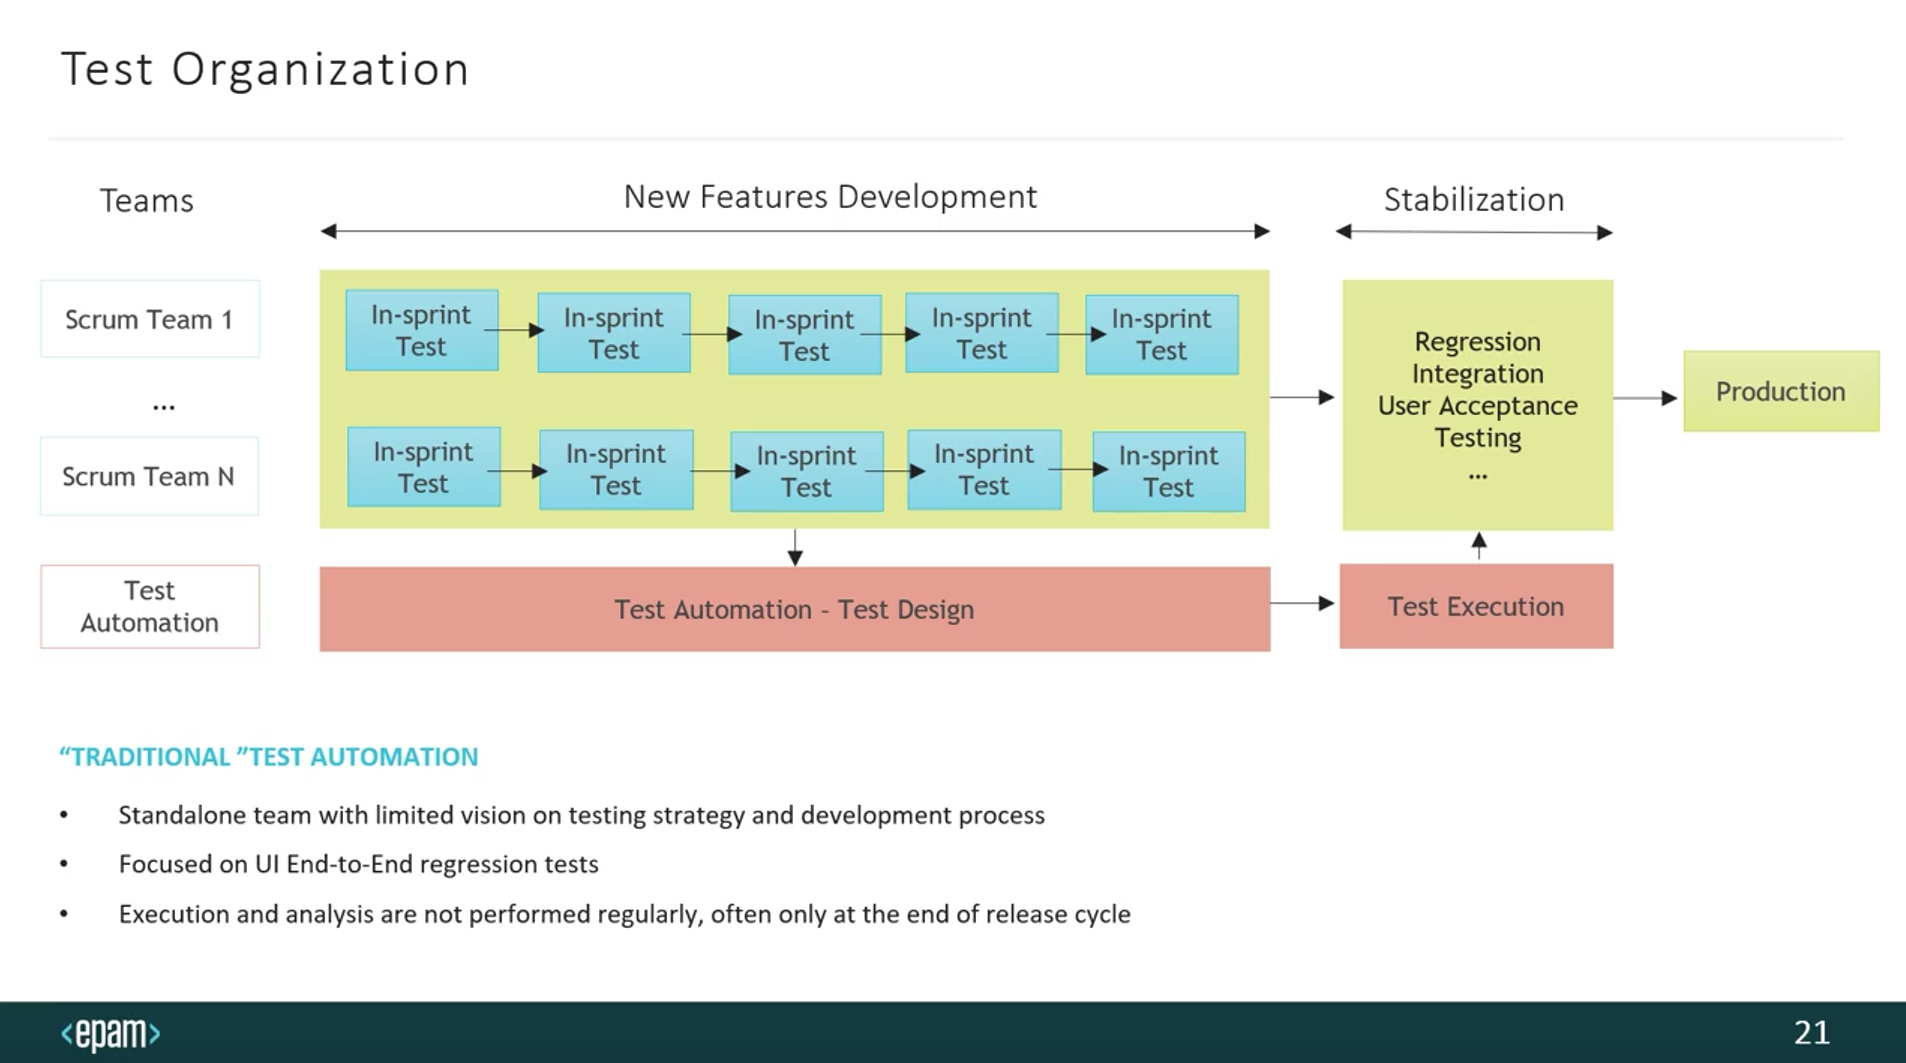 Test Organization
Teams
New Features Development
Stabilization
Scrum Team 1
In-sprint
Test
In-sprint
Test
In-sprint
Test
In-sprint
Test
In-sprint
Test
...
Scrum Team N
In-sprint
Test
In-sprint
Test
In-sprint
Test
In-sprint
Test
In-sprint
Test
Regression
Integration
User Acceptance
Testing
...
Production
Test
Automation
Test Automation - Test Design
Test Execution
“TRADITIONAL ”TEST AUTOMATION
• Standalone team with limited vision on testing strategy and development process
• Focused on UI End-to-End regression tests
• Execution and analysis are not performed regularly, often only at the end of release cycle
<epam>
21